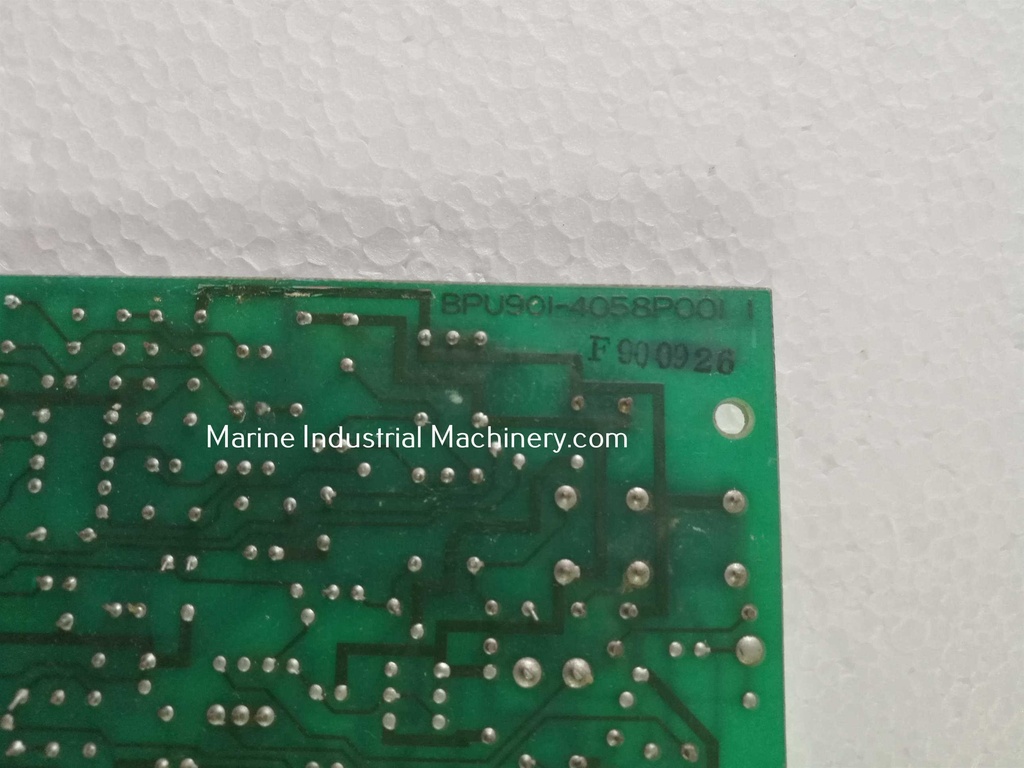 BPU901-4058P001 1
F 900926
Marine Industrial Machinery.com